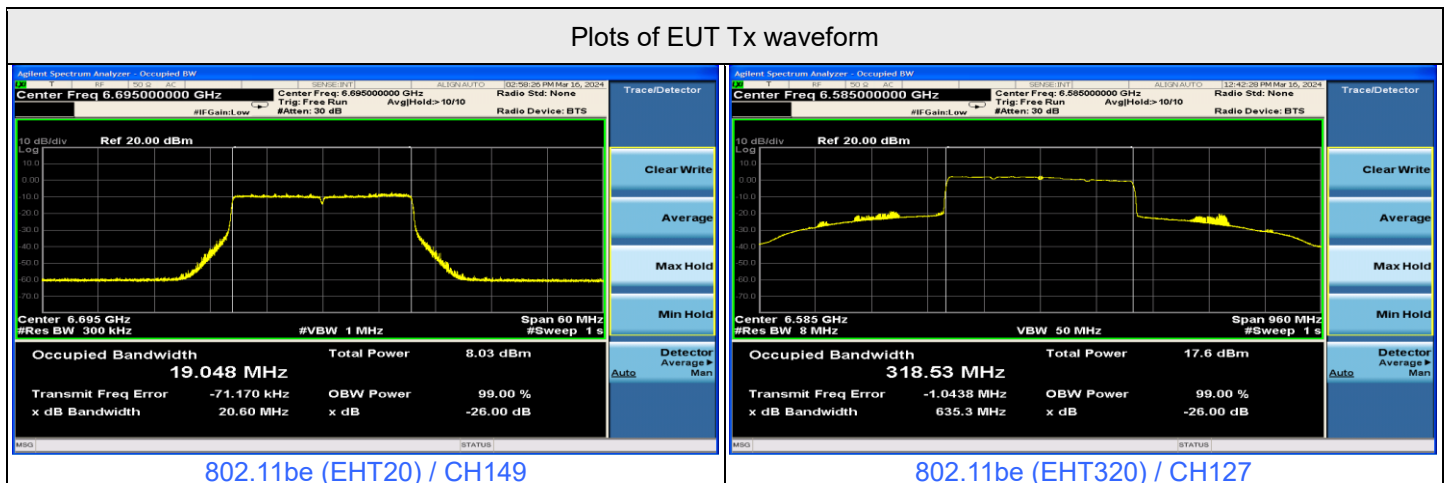 Plots of EUT Tx waveform
Agilent Spectrum Analyzer - Occupied BW
T RF 50 Ω AC SENSE:INT ALIGN AUTO 02:58:26 PM Mar 16, 2024
Center Freq 6.695000000 GHz
Center Freq: 6.695000000 GHz
Radio Std: None
Trig: Free Run Avg|Hold:> 10/10
#IFGain:Low #Atten: 30 dB Radio Device: BTS
Trace/Detector
10 dB/div Ref 20.00 dBm
Log
10.0
0.00
-10.0
-20.0
-30.0
-40.0
-50.0
-60.0
-70.0
Center 6.695 GHz Span 60 MHz
#Res BW 300 kHz #VBW 1 MHz #Sweep 1 s
Clear Write
Average
Max Hold
Min Hold
Detector
Average
Auto Man
Occupied Bandwidth Total Power 8.03 dBm
19.048 MHz
Transmit Freq Error -71.170 kHz OBW Power 99.00 %
x dB Bandwidth 20.60 MHz x dB -26.00 dB
MSG STATUS
802.11be (EHT20) / CH149
Agilent Spectrum Analyzer - Occupied BW
T RF 50 Ω AC SENSE:INT ALIGN AUTO 12:42:28 PM Mar 16, 2024
Center Freq 6.585000000 GHz
Center Freq: 6.585000000 GHz
Radio Std: None
Trig: Free Run Avg|Hold:> 10/10
#IFGain:Low #Atten: 30 dB Radio Device: BTS
Trace/Detector
10 dB/div Ref 20.00 dBm
Log
10.0
0.00
-10.0
-20.0
-30.0
-40.0
-50.0
-60.0
-70.0
Center 6.585 GHz Span 960 MHz
#Res BW 8 MHz VBW 50 MHz #Sweep 1 s
Clear Write
Average
Max Hold
Min Hold
Detector
Average
Auto Man
Occupied Bandwidth Total Power 17.6 dBm
318.53 MHz
Transmit Freq Error -1.0438 MHz OBW Power 99.00 %
x dB Bandwidth 635.3 MHz x dB -26.00 dB
MSG STATUS
802.11be (EHT320) / CH127